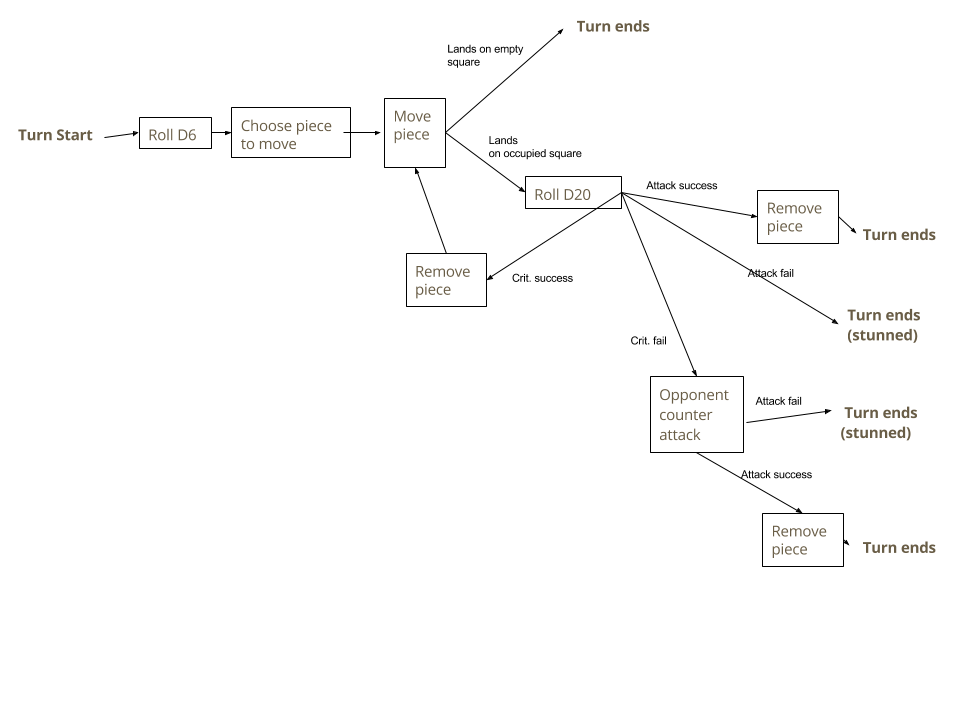 Turn ends
Lands on empty
square
Turn Start
Roll D6
Choose piece
to move
Move
piece
Lands
on occupied square
Roll D20
Attack success
Remove
piece
Turn ends
Remove
piece
Crit. success
Attack fail
Turn ends
(stunned)
Crit. fail
Opponent
counter
attack
Attack fail
Turn ends
(stunned)
Attack success
Remove
piece
Turn ends